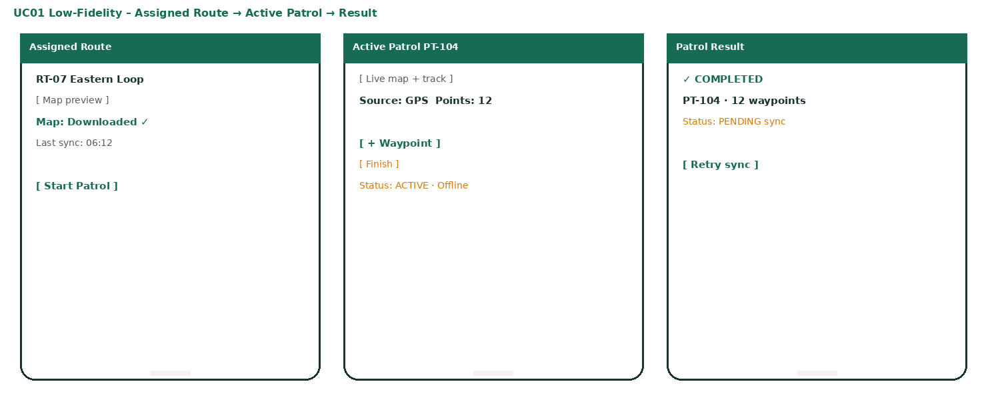 UC01 Low-Fidelity – Assigned Route → Active Patrol → Result
Assigned Route
RT-07 Eastern Loop
[ Map preview ]
Map: Downloaded ✓
Last sync: 06:12
[ Start Patrol ]
Active Patrol PT-104
[ Live map + track ]
Source: GPS  Points: 12
[ + Waypoint ]
[ Finish ]
Status: ACTIVE · Offline
Patrol Result
✓ COMPLETED
PT-104 · 12 waypoints
Status: PENDING sync
[ Retry sync ]